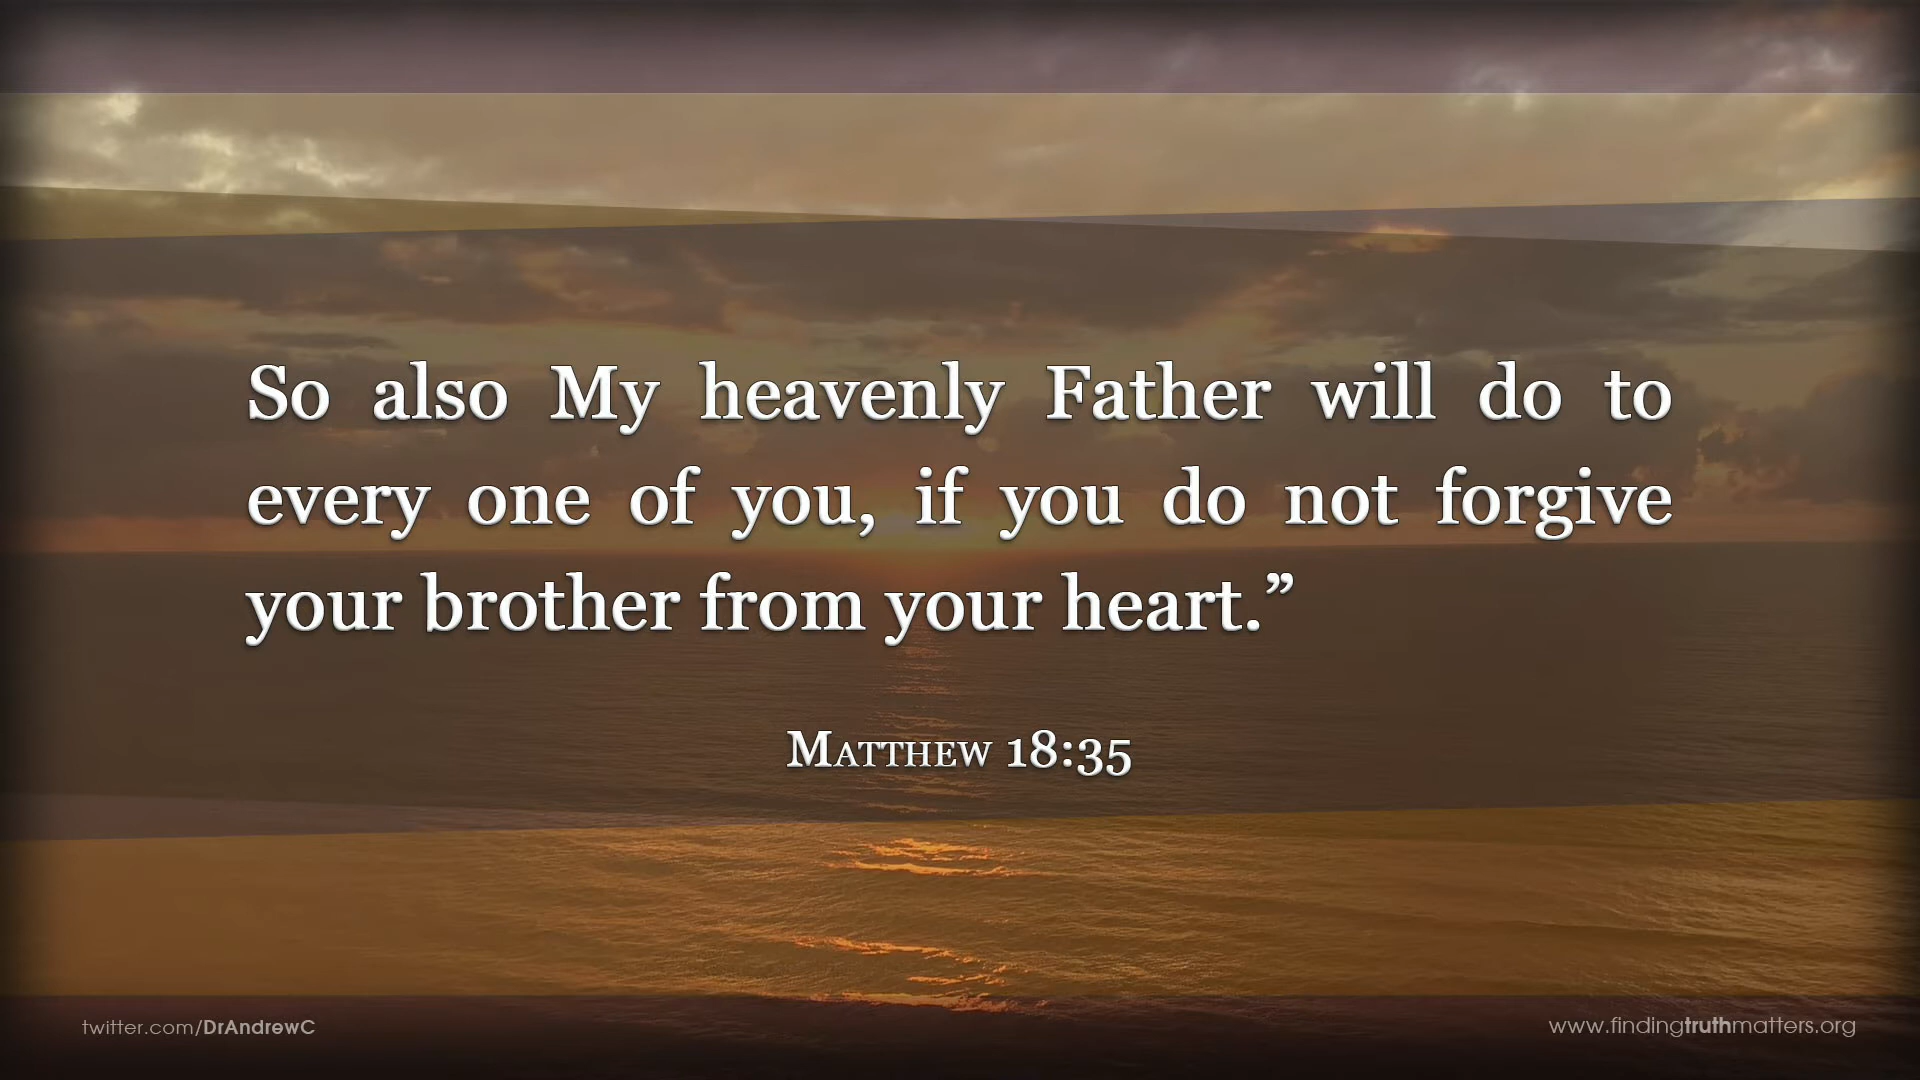 So also My heavenly Father will do to
every one of you, if you do not forgive
your brother from your heart.”
Matthew 18:35
twitter.com/DrAndrewC
www.findingtruthmatters.org